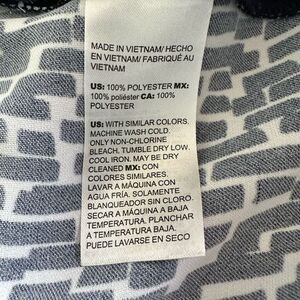 MADE IN VIETNAM/ HECHO
EN VIETNAM/ FABRIQUÉ AU
VIETNAM
US: 100% POLYESTER MX:
100% poliéster CA: 100%
POLYESTER
US: WITH SIMILAR COLORS.
MACHINE WASH COLD.
ONLY NON-CHLORINE
BLEACH, TUMBLE DRY LOW.
COOL IRON. MAY BE DRY
CLEANED MX: CON
COLORES SIMILARES.
LAVAR A MÁQUINA CON
AGUA FRÍA. SOLAMENTE
BLANQUEADOR SIN CLORO.
SECAR A MÁQUINA A BAJA
TEMPERATURA. PLANCHAR
A TEMPERATURA BAJA.
PUEDE LAVARSE EN SECO